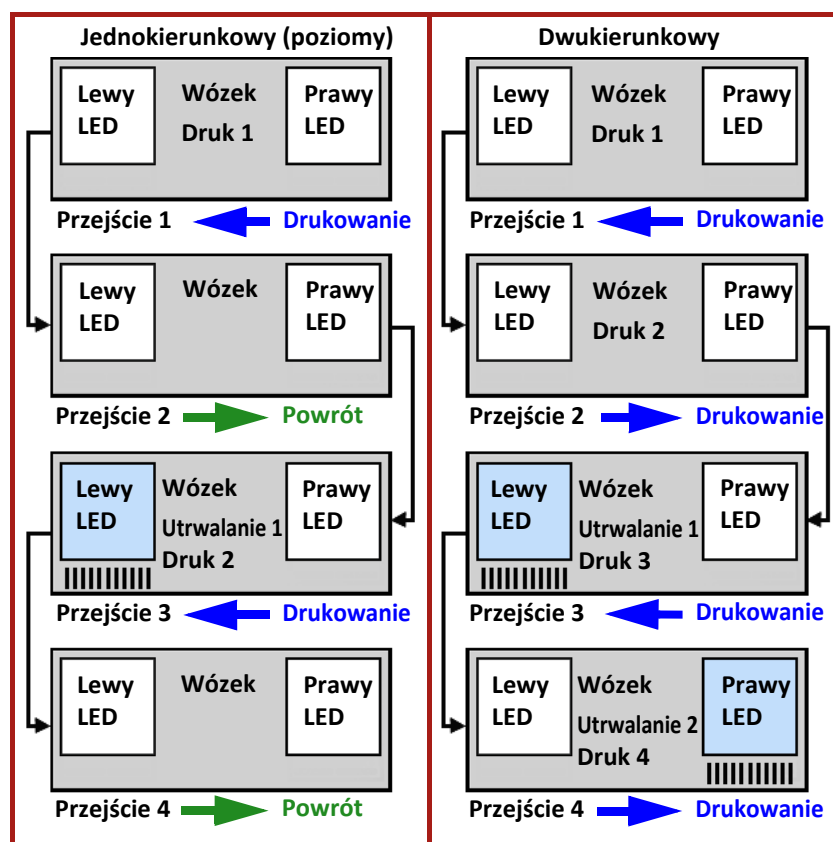 Jednokierunkowy (poziomy)
Lewy
LED
Wózek
Druk 1
Prawy
LED
Przejście 1
Drukowanie
Lewy
LED
Wózek
Prawy
LED
Przejście 2
Powrót
Lewy
LED
Wózek
Utrwalanie 1
Druk 2
Prawy
LED
Przejście 3
Drukowanie
Lewy
LED
Wózek
Prawy
LED
Przejście 4
Powrót
Dwukierunkowy
Lewy
LED
Wózek
Druk 1
Prawy
LED
Przejście 1
Drukowanie
Lewy
LED
Wózek
Druk 2
Prawy
LED
Przejście 2
Drukowanie
Lewy
LED
Wózek
Utrwalanie 1
Druk 3
Prawy
LED
Przejście 3
Drukowanie
Lewy
LED
Wózek
Utrwalanie 2
Druk 4
Prawy
LED
Przejście 4
Drukowanie